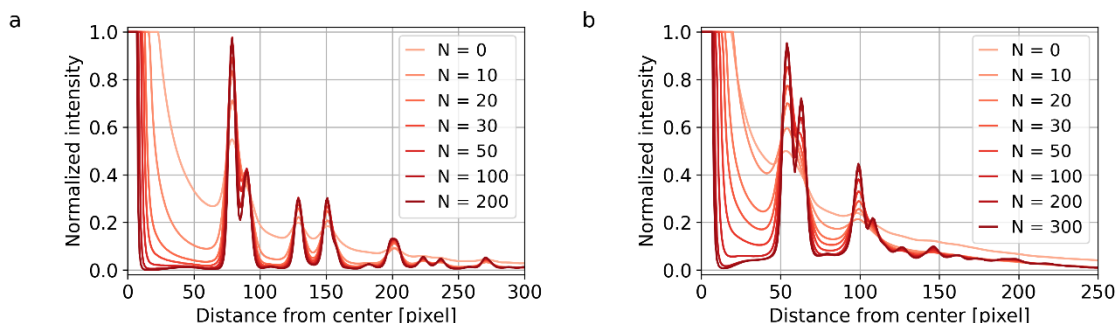 a
1.0
0.8
0.6
0.4
0.2
0.0
Normalized intensity
0 50 100 150 200 250 300
Distance from center [pixel]
N = 0
N = 10
N = 20
N = 30
N = 50
N = 100
N = 200
b
1.0
0.8
0.6
0.4
0.2
0.0
Normalized intensity
0 50 100 150 200 250
Distance from center [pixel]
N = 0
N = 10
N = 20
N = 30
N = 50
N = 100
N = 200
N = 300